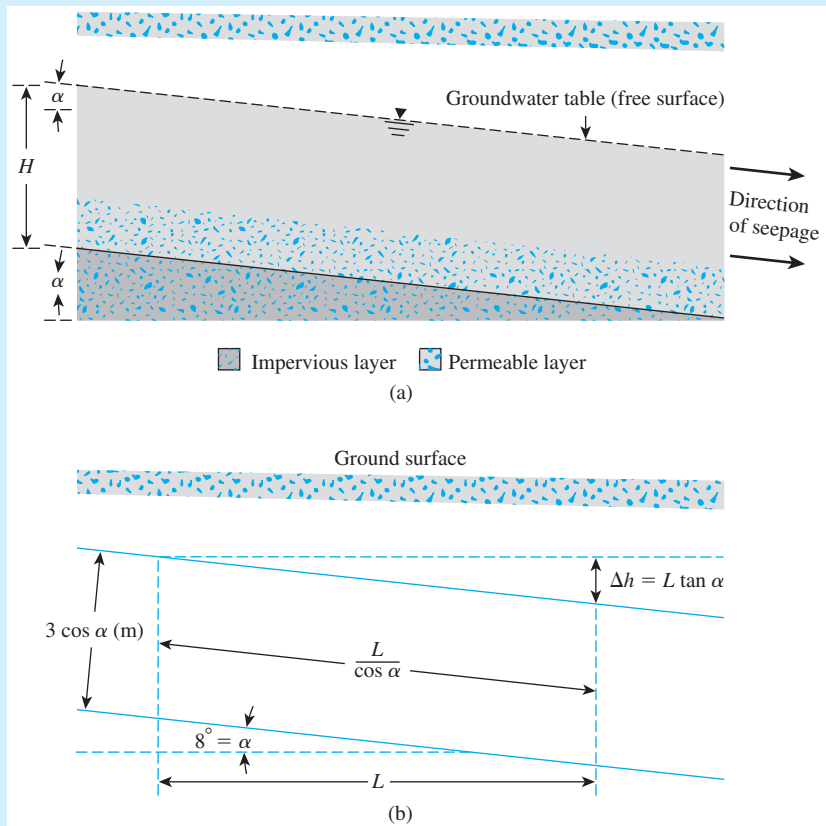 α
Groundwater table (free surface)
H
Direction
of seepage
α
Impervious layer
Permeable layer
(a)
Ground surface
Δh = L tan α
3 cos α (m)
L
cos α
8° = α
L
(b)